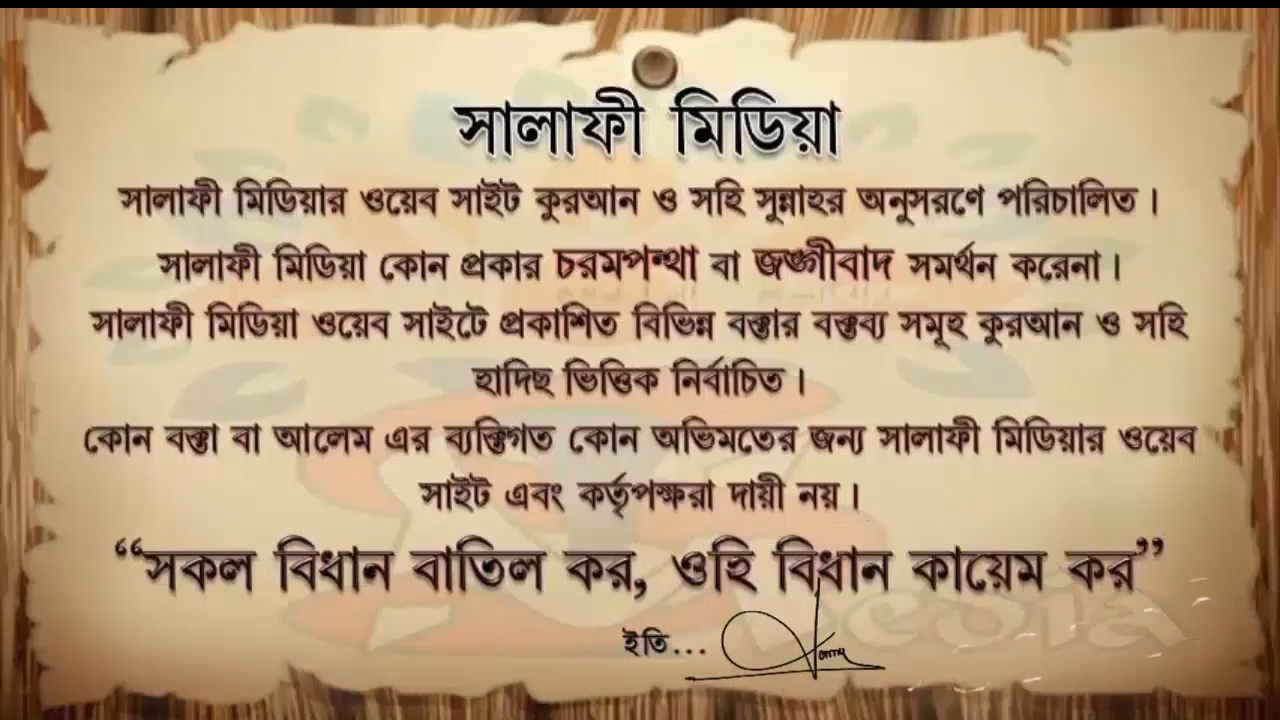 সালাফী মিডিয়া
সালাফী মিডিয়ার ওয়েব সাইট কুরআন ও সহি সুন্নাহর অনুসরণে পরিচালিত।
সালাফী মিডিয়া কোন প্রকার চরমপন্থা বা জঙ্গীবাদ সমর্থন করেনা।
সালাফী মিডিয়া ওয়েব সাইটে প্রকাশিত বিভিন্ন বক্তার বক্তব্য সমূহ কুরআন ও সহি
হাদিছ ভিত্তিক নির্বাচিত।
কোন বক্তা বা আলেম এর ব্যক্তিগত কোন অভিমতের জন্য সালাফী মিডিয়ার ওয়েব
সাইট এবং কর্তৃপক্ষরা দায়ী নয়।
“সকল বিধান বাতিল কর, ওহি বিধান কায়েম কর”
ইতি...